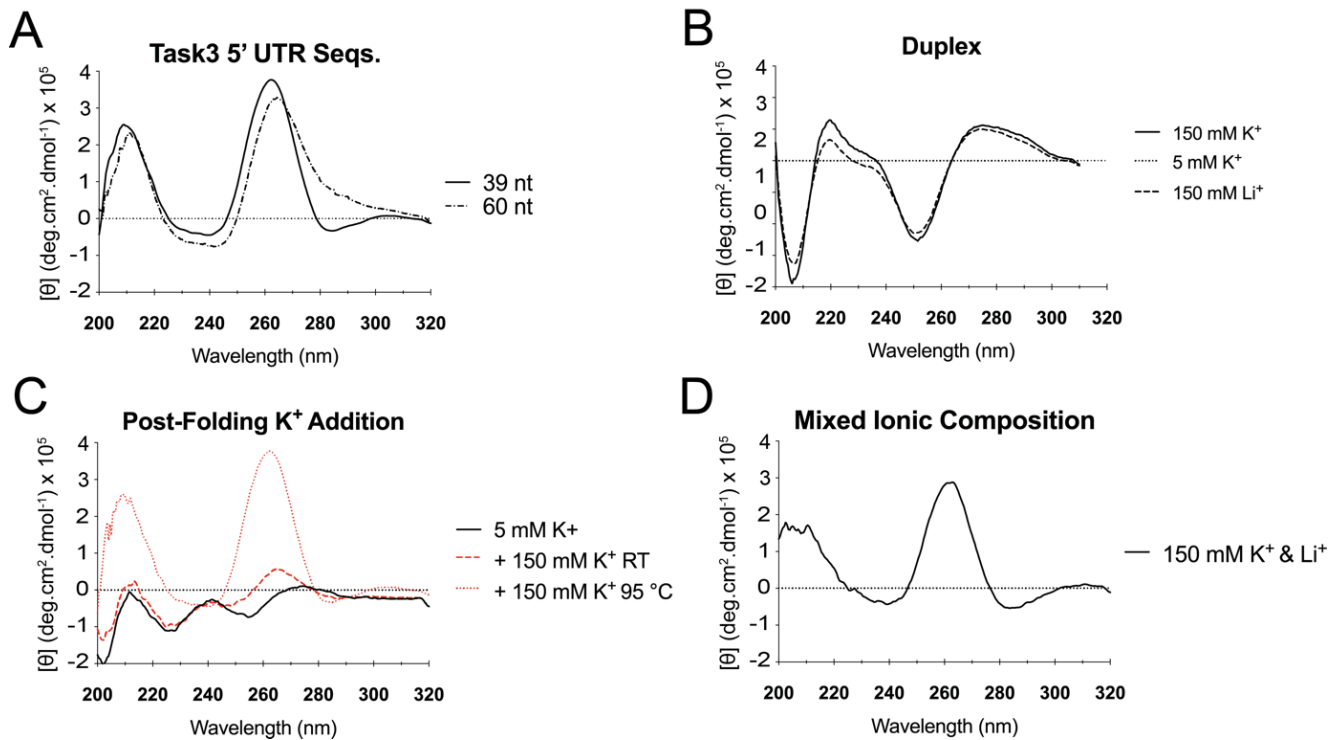 A
Task3 5' UTR Seqs.
[θ] (deg.cm².dmol⁻¹) x 10⁵
4
3
2
1
0
-1
-2
200 220 240 260 280 300 320
Wavelength (nm)
39 nt
60 nt
B
Duplex
[θ] (deg.cm².dmol⁻¹) x 10⁵
4
3
2
1
0
-1
-2
200 220 240 260 280 300 320
Wavelength (nm)
150 mM K⁺
5 mM K⁺
150 mM Li⁺
C
Post-Folding K⁺ Addition
[θ] (deg.cm².dmol⁻¹) x 10⁵
4
3
2
1
0
-1
-2
200 220 240 260 280 300 320
Wavelength (nm)
5 mM K+
+ 150 mM K⁺ RT
+ 150 mM K⁺ 95 °C
D
Mixed Ionic Composition
[θ] (deg.cm².dmol⁻¹) x 10⁵
4
3
2
1
0
-1
-2
200 220 240 260 280 300 320
Wavelength (nm)
150 mM K⁺ & Li⁺